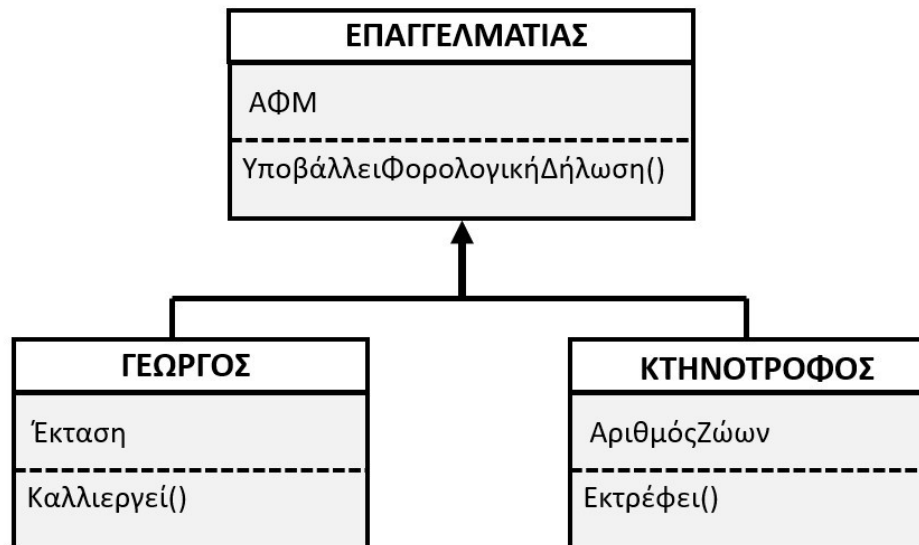 ΕΠΑΓΓΕΛΜΑΤΙΑΣ
ΑΦΜ
ΥποβάλλειΦορολογικήΔήλωση()
ΓΕΩΡΓΟΣ
Έκταση
Καλλιεργεί()
ΚΤΗΝΟΤΡΟΦΟΣ
ΑριθμόςΖώων
Εκτρέφει()